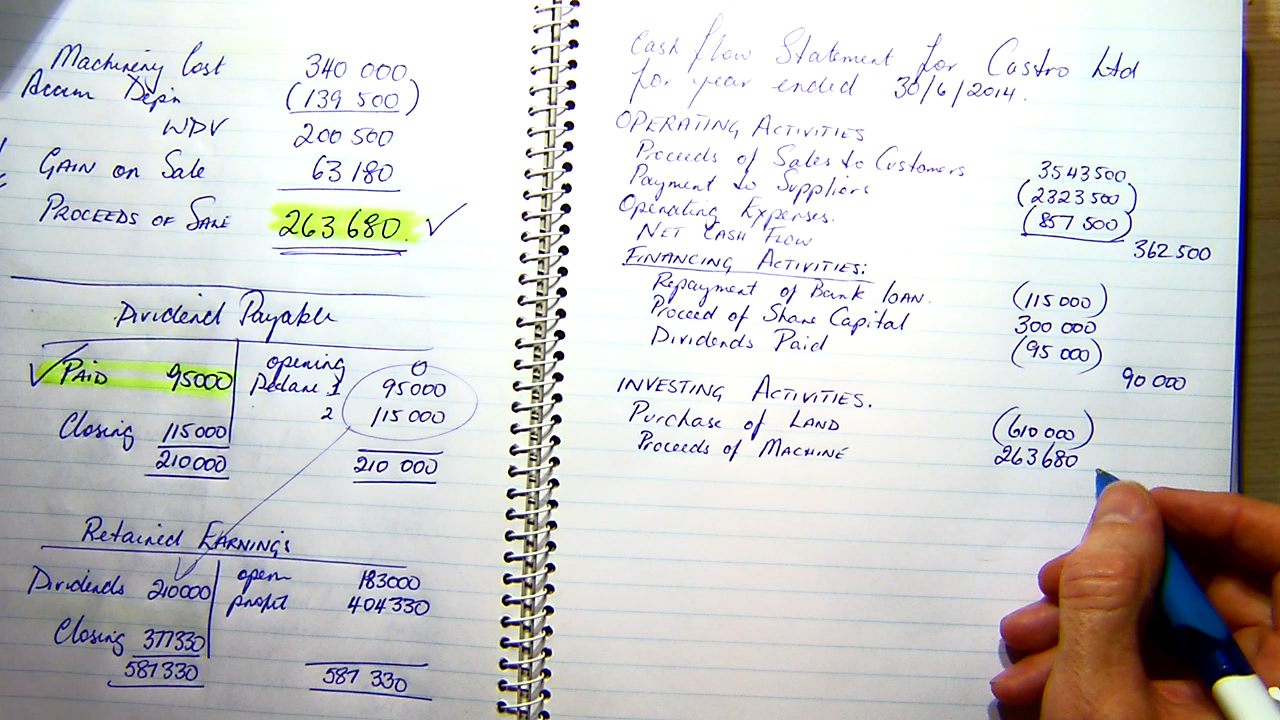 Machinery Cost 340 000
Accum Dep'n (139 500)
WDV 200 500
GAIN on Sale 63 180
PROCEEDS OF SALE 263 680. ✓
Dividend Payable
✓ PAID 95000 opening 0
Declare 1 95000
2 115 000
Closing 115000
210000 210 000
Retained EARNINGS
Dividends 210000 open 183000
profit 404330
Closing 377330
587330 587 330
Cash flow Statement for Castro Ltd
for year ended 30/6/2014.
OPERATING ACTIVITIES
Proceeds of Sales to Customers 3543500
Payment to Suppliers (2323500)
Operating Expenses. (857 500)
NET CASH FLOW 362 500
FINANCING ACTIVITIES:
Repayment of Bank loan. (115 000)
Proceed of Share Capital 300 000
Dividends Paid (95 000)
90 000
INVESTING ACTIVITIES.
Purchase of LAND (610 000)
Proceeds of MACHINE 263680